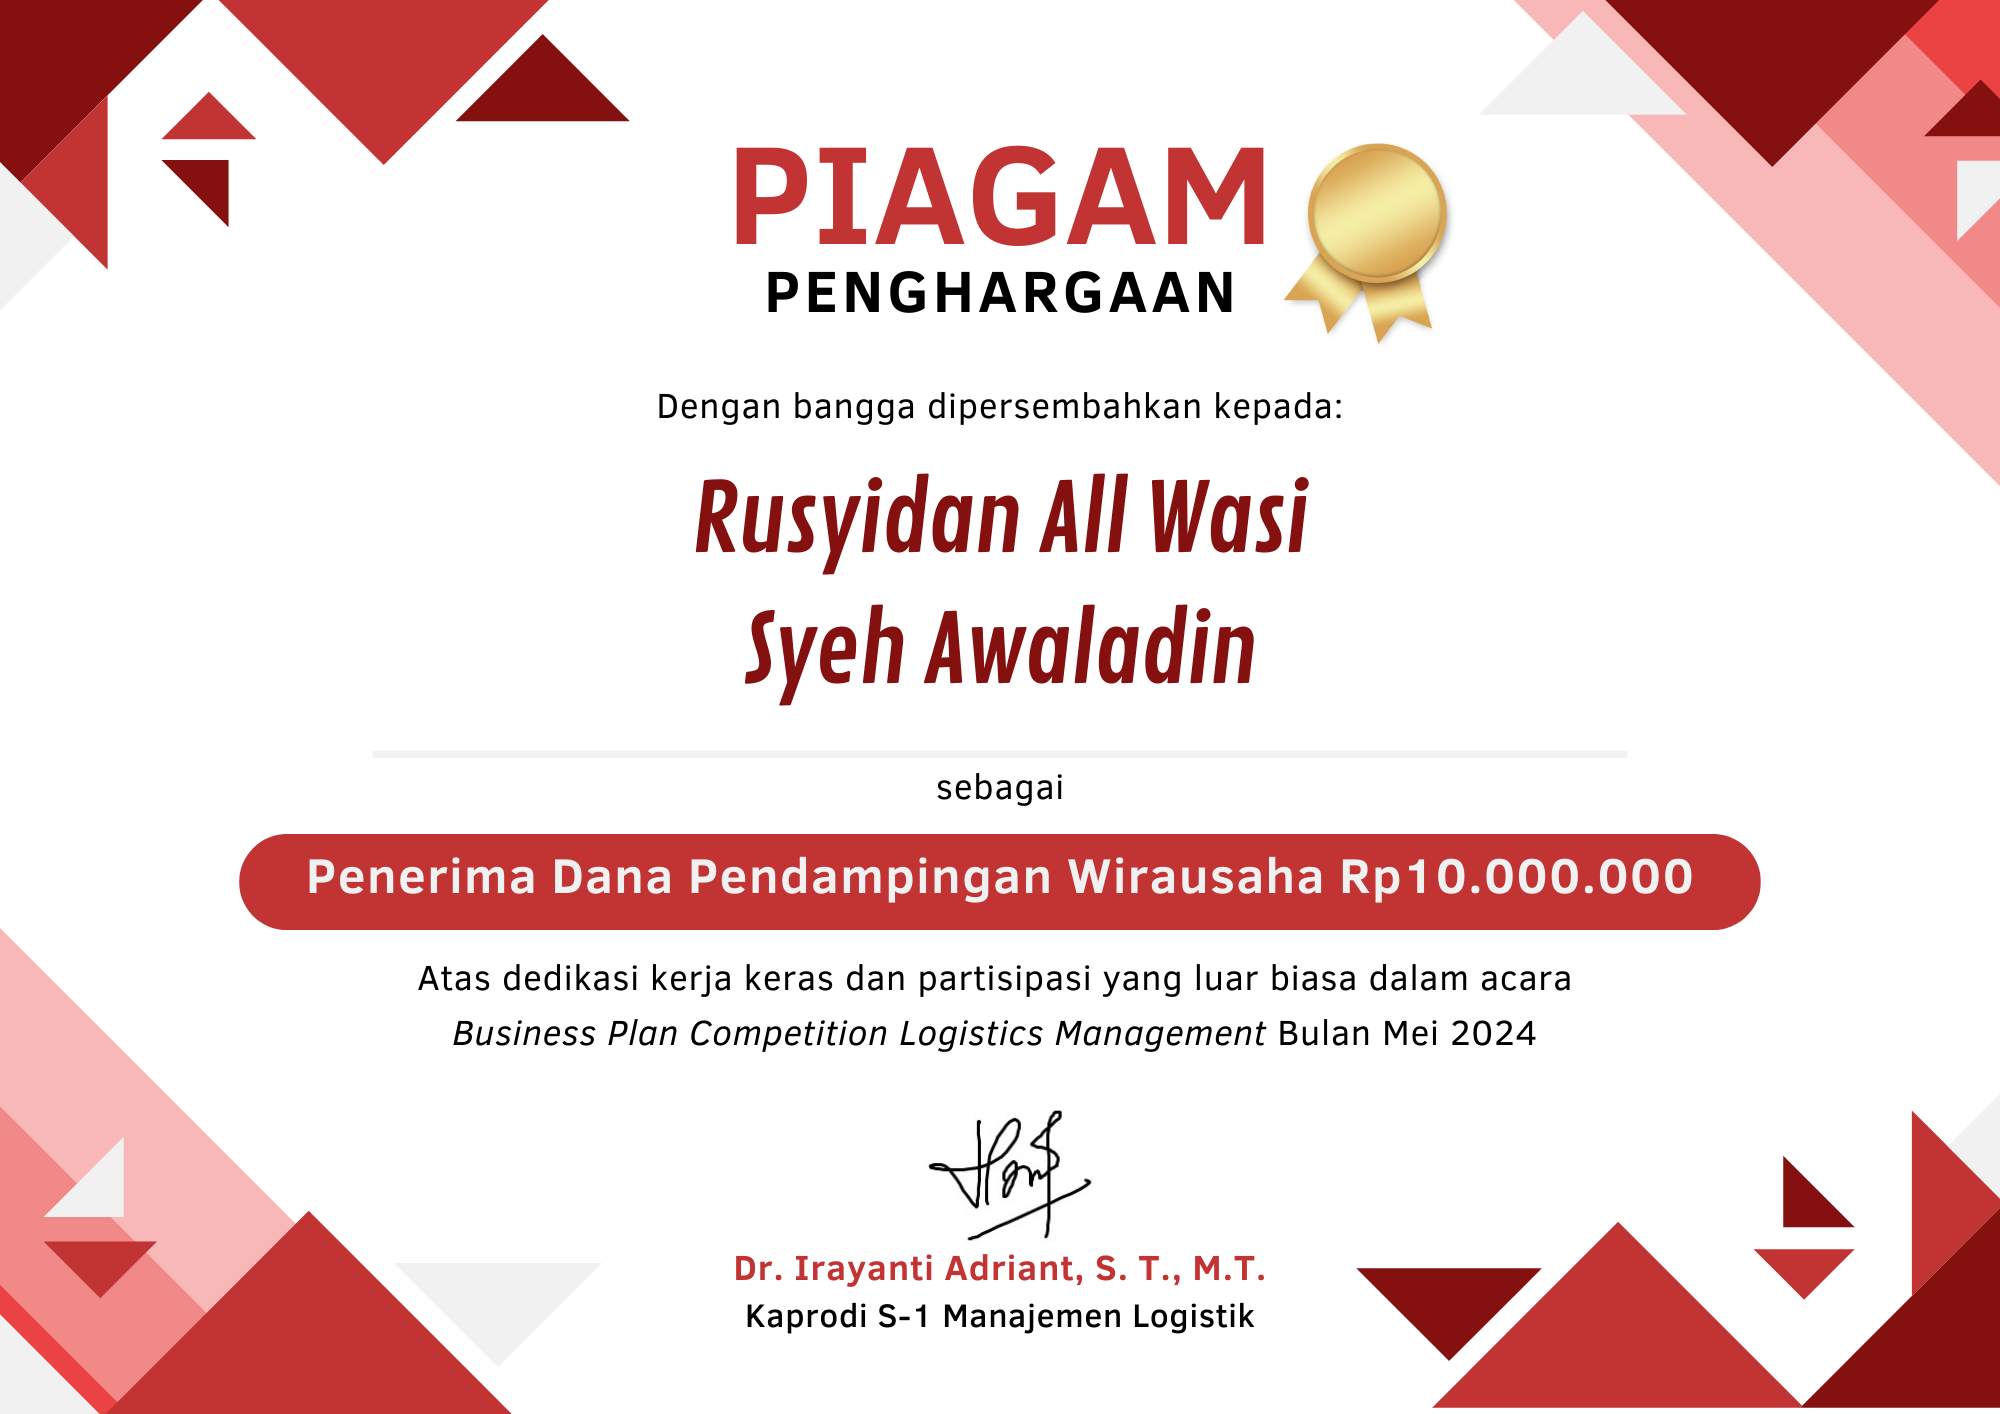 PIAGAM
PENGHARGAAN
Dengan bangga dipersembahkan kepada:
Rusyidan All Wasi
Syeh Awaladin
sebagai
Penerima Dana Pendampingan Wirausaha Rp10.000.000
Atas dedikasi kerja keras dan partisipasi yang luar biasa dalam acara
Business Plan Competition Logistics Management Bulan Mei 2024
Dr. Irayanti Adriant, S. T., M.T.
Kaprodi S-1 Manajemen Logistik